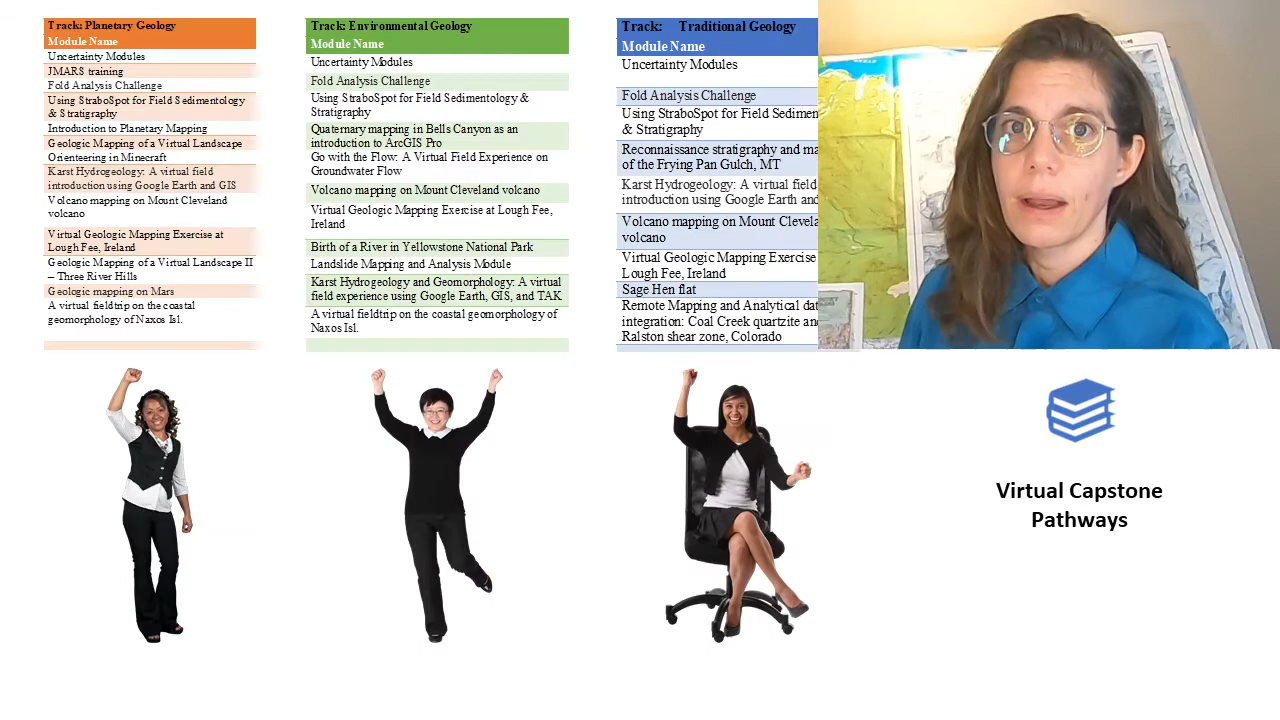 Track: Planetary Geology
Module Name
Uncertainty Modules
JMARS training
Fold Analysis Challenge
Using StraboSpot for Field Sedimentology
& Stratigraphy
Introduction to Planetary Mapping
Geologic Mapping of a Virtual Landscape
Orienteering in Minecraft
Karst Hydrogeology: A virtual field
introduction using Google Earth and GIS
Volcano mapping on Mount Cleveland
volcano
Virtual Geologic Mapping Exercise at
Lough Fee, Ireland
Geologic Mapping of a Virtual Landscape II
– Three River Hills
Geologic mapping on Mars
A virtual fieldtrip on the coastal
geomorphology of Naxos Isl.
Track: Environmental Geology
Module Name
Uncertainty Modules
Fold Analysis Challenge
Using StraboSpot for Field Sedimentology &
Stratigraphy
Quaternary mapping in Bells Canyon as an
introduction to ArcGIS Pro
Go with the Flow: A Virtual Field Experience on
Groundwater Flow
Volcano mapping on Mount Cleveland volcano
Virtual Geologic Mapping Exercise at Lough Fee,
Ireland
Birth of a River in Yellowstone National Park
Landslide Mapping and Analysis Module
Karst Hydrogeology and Geomorphology: A virtual
field experience using Google Earth, GIS, and TAK
A virtual fieldtrip on the coastal geomorphology of
Naxos Isl.
Track: Traditional Geology
Module Name
Uncertainty Modules
Fold Analysis Challenge
Using StraboSpot for Field
& Stratigraphy
Reconnaissance stratigraphy and
of the Frying Pan Gulch, MT
Karst Hydrogeology: A virtual field
introduction using Google Earth and
Volcano mapping on Mount
volcano
Virtual Geologic Mapping Exercise
Lough Fee, Ireland
Sage Hen flat
Remote Mapping and Analytical
integration: Coal Creek quartzite
Ralston shear zone, Colorado
Virtual Capstone
Pathways